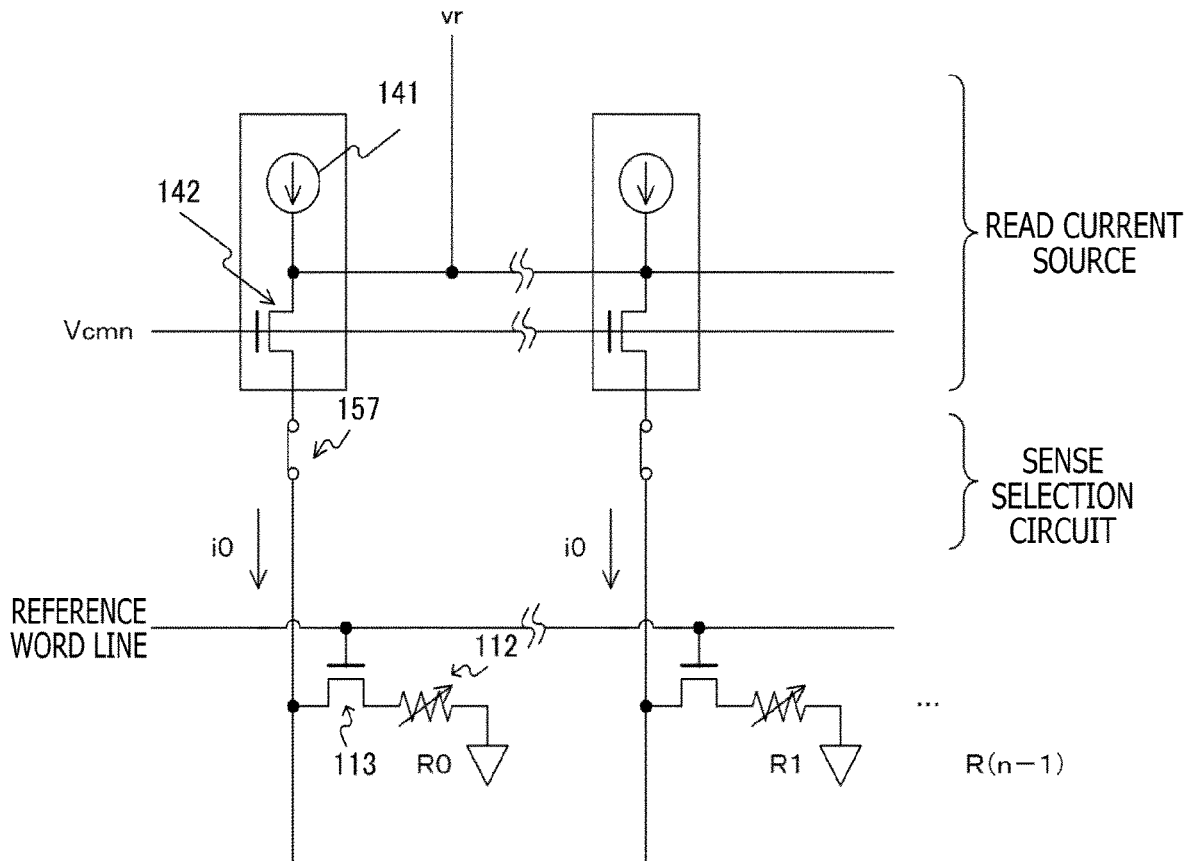 vr
141
142
READ CURRENT
SOURCE
Vcmn
157
SENSE
SELECTION
CIRCUIT
i0
i0
REFERENCE
WORD LINE
112
113
R0
R1
...
R(n-1)